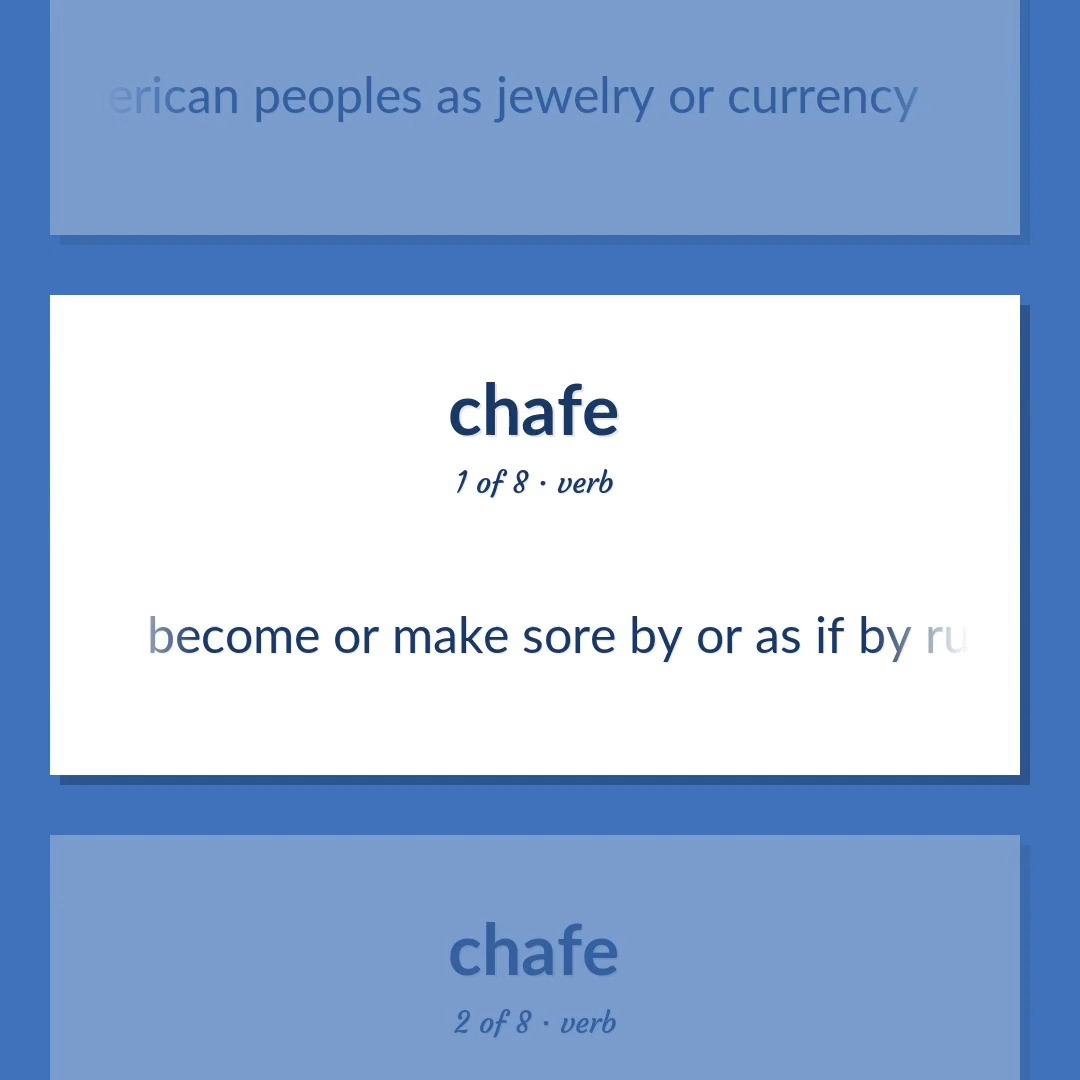 erican peoples as jewelry or currency
chafe
1 of 8 · verb
become or make sore by or as if by ru
chafe
2 of 8 · verb